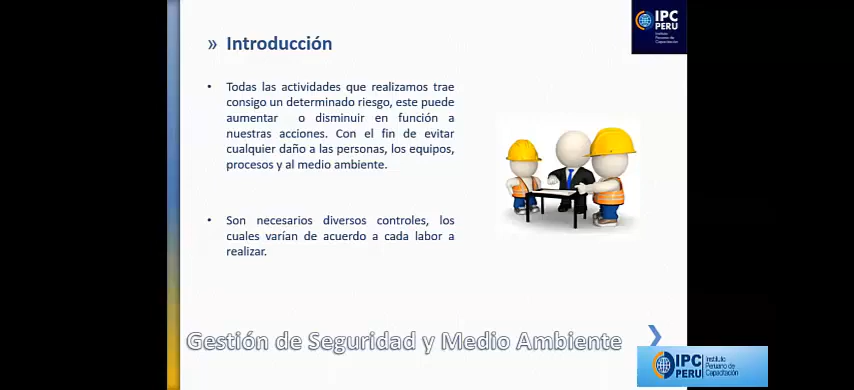 IPC
PERU
Instituto
Peruano de
Capacitación
» Introducción
• Todas las actividades que realizamos trae
consigo un determinado riesgo, este puede
aumentar o disminuir en función a
nuestras acciones. Con el fin de evitar
cualquier daño a las personas, los equipos,
procesos y al medio ambiente.
• Son necesarios diversos controles, los
cuales varían de acuerdo a cada labor a
realizar.
Gestión de Seguridad y Medio Ambiente
IPC
PERU
Instituto
Peruano de
Capacitación